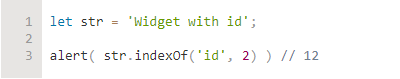 1 let str = 'Widget with id';
2
3 alert( str.indexOf('id', 2) ) // 12